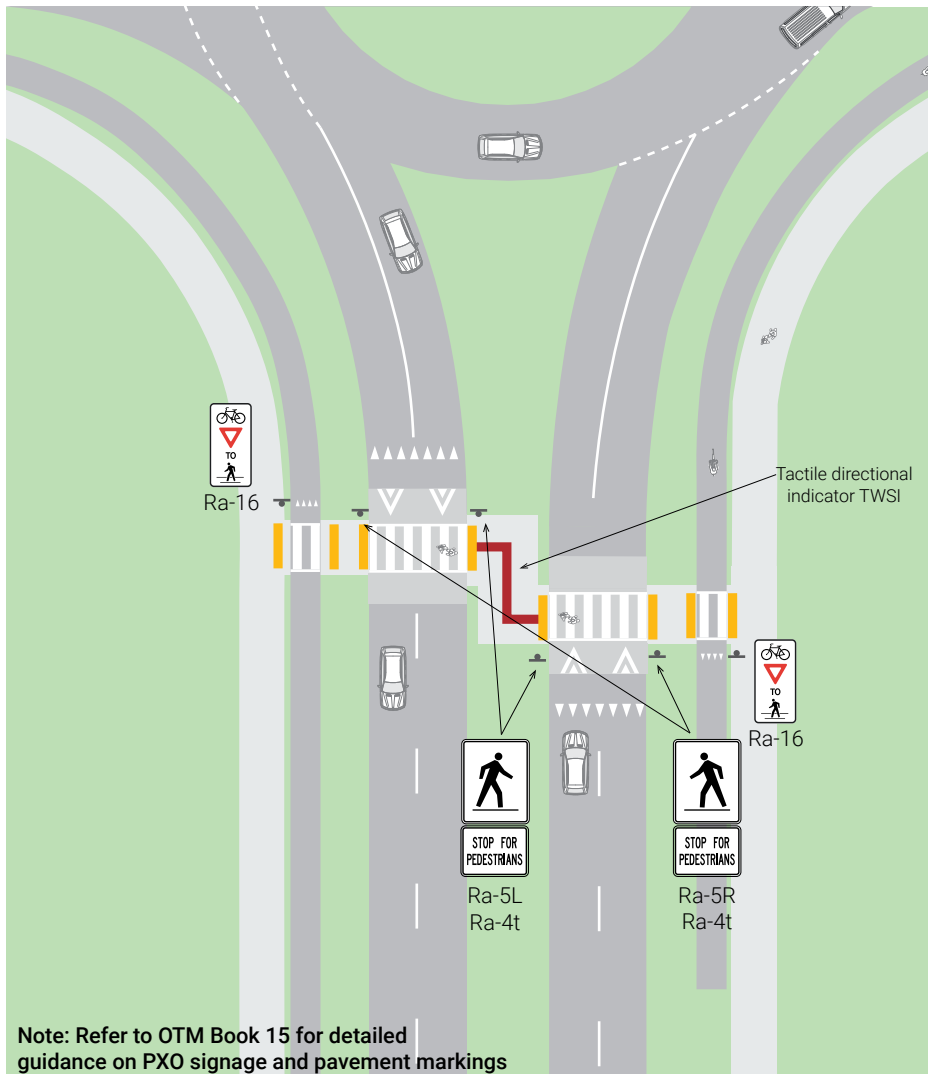 TO
Ra-16
Tactile directional
indicator TWSI
TO
Ra-16
STOP FOR
PEDESTRIANS
Ra-5L
Ra-4t
STOP FOR
PEDESTRIANS
Ra-5R
Ra-4t
Note: Refer to OTM Book 15 for detailed
guidance on PXO signage and pavement markings